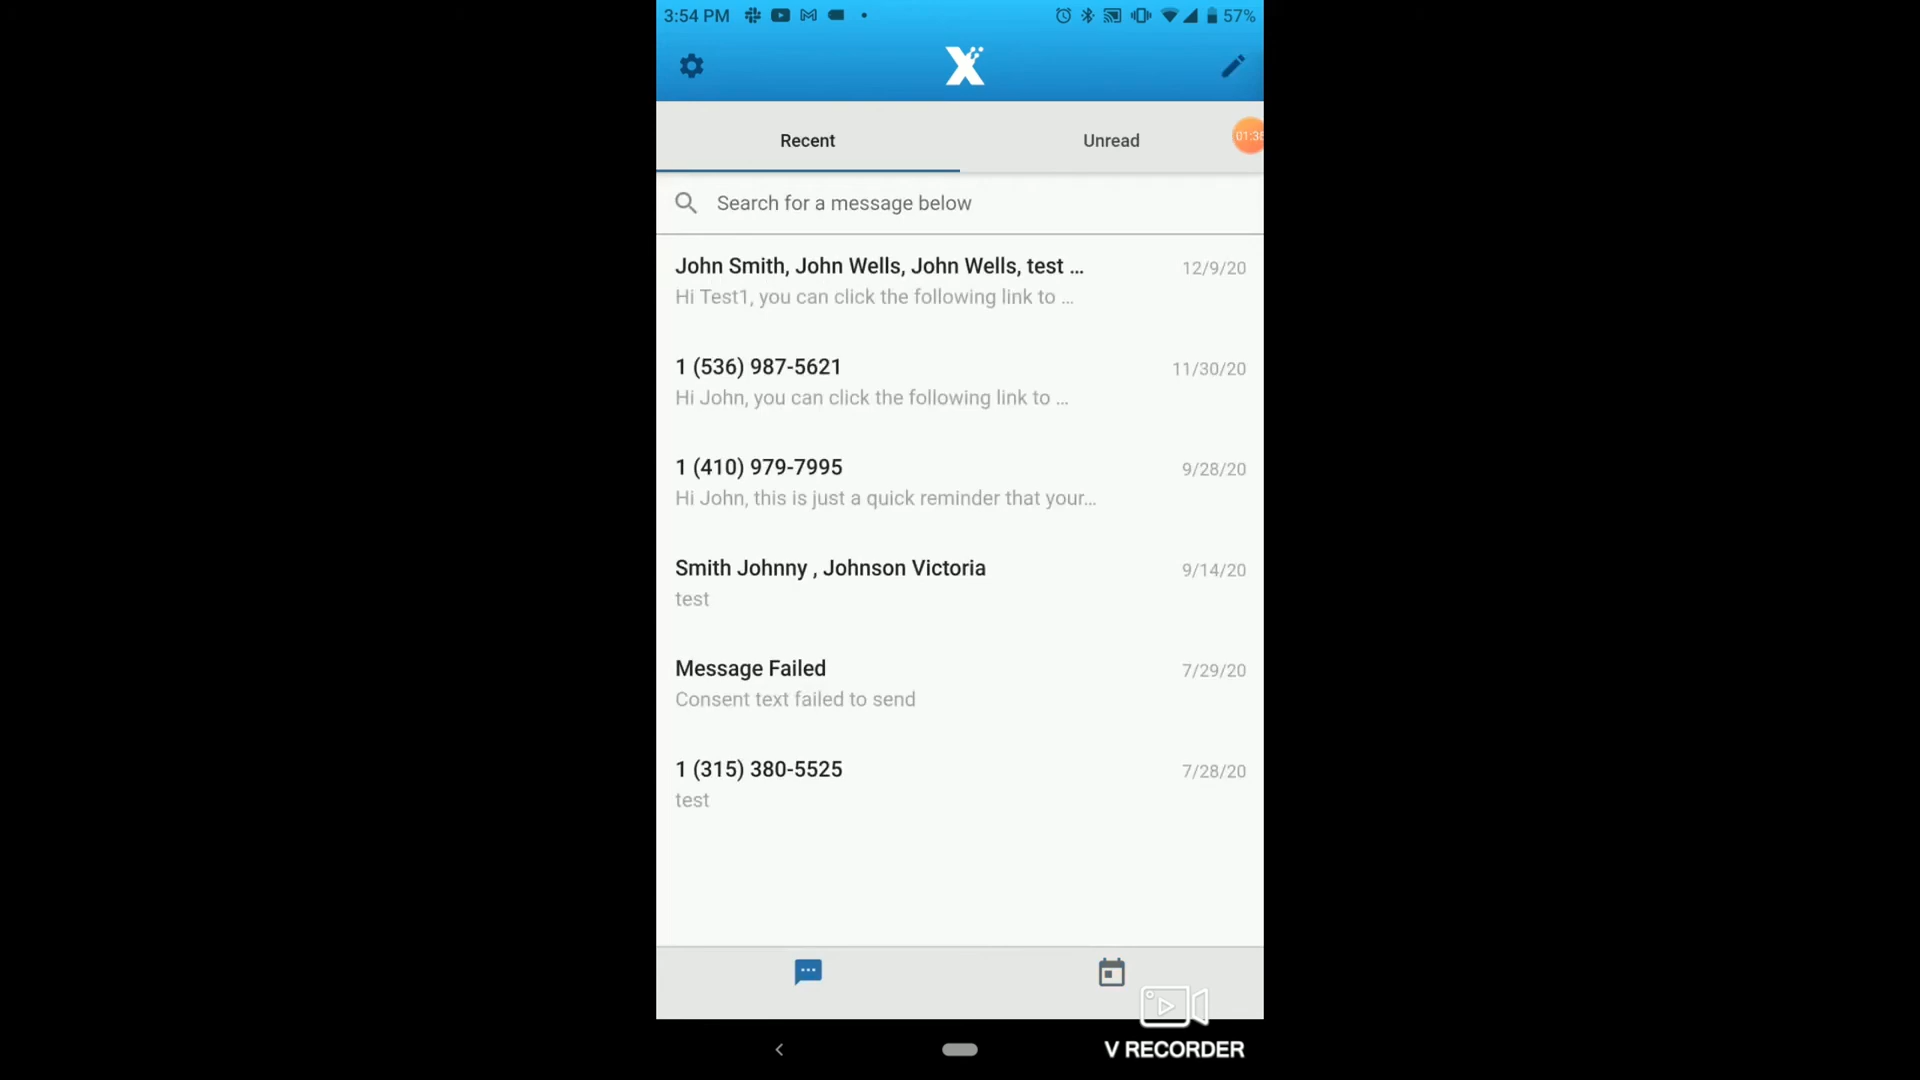 3:54 PM
57%
X
Recent
Unread
01:38
Search for a message below
John Smith, John Wells, John Wells, test ...
12/9/20
Hi Test1, you can click the following link to ...
1 (536) 987-5621
11/30/20
Hi John, you can click the following link to ...
1 (410) 979-7995
9/28/20
Hi John, this is just a quick reminder that your...
Smith Johnny , Johnson Victoria
9/14/20
test
Message Failed
7/29/20
Consent text failed to send
1 (315) 380-5525
7/28/20
test
V RECORDER